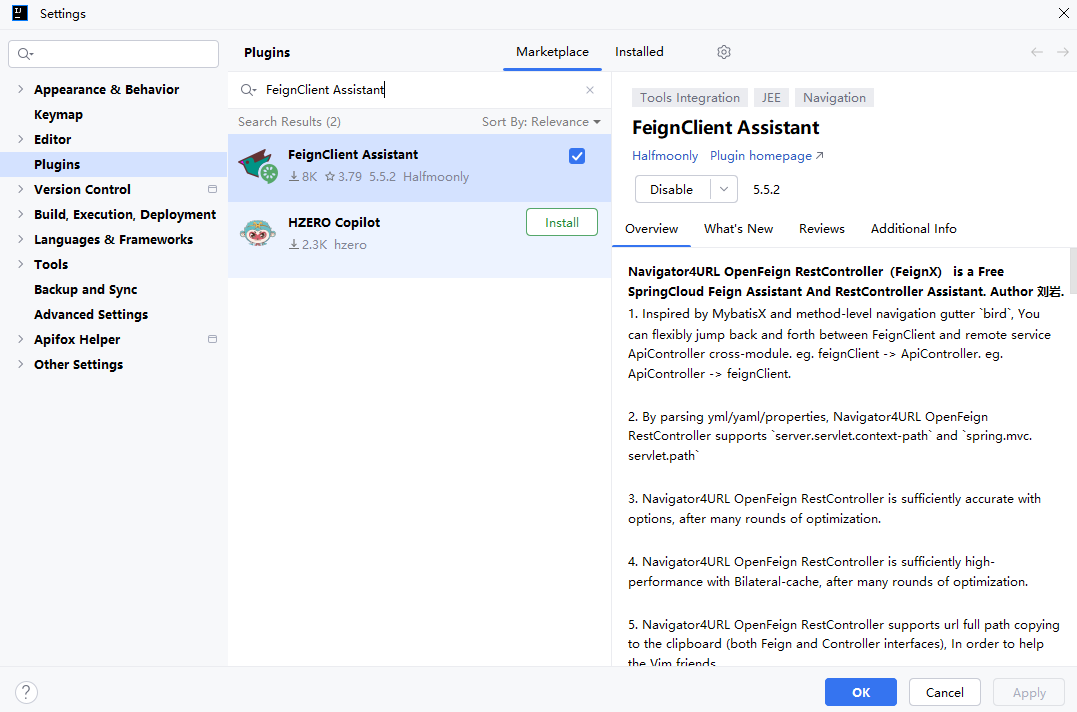 Settings
Plugins
Marketplace
Installed
FeignClient Assistant
Appearance & Behavior
Keymap
Editor
Plugins
Version Control
Build, Execution, Deployment
Languages & Frameworks
Tools
Backup and Sync
Advanced Settings
Apifox Helper
Other Settings
Search Results (2)
Sort By: Relevance
FeignClient Assistant
8K 3.79 5.5.2 Halfmoonly
HZERO Copilot
2.3K hzero
Install
Tools Integration
JEE
Navigation
FeignClient Assistant
Halfmoonly Plugin homepage ↗
Disable
5.5.2
Overview
What's New
Reviews
Additional Info
Navigator4URL OpenFeign RestController（FeignX） is a Free
SpringCloud Feign Assistant And RestController Assistant. Author 刘岩.
1. Inspired by MybatisX and method-level navigation gutter `bird`, You
can flexibly jump back and forth between FeignClient and remote service
ApiController cross-module. eg. feignClient -> ApiController. eg.
ApiController -> feignClient.
2. By parsing yml/yaml/properties, Navigator4URL OpenFeign
RestController supports `server.servlet.context-path` and `spring.mvc.
servlet.path`
3. Navigator4URL OpenFeign RestController is sufficiently accurate with
options, after many rounds of optimization.
4. Navigator4URL OpenFeign RestController is sufficiently high-
performance with Bilateral-cache, after many rounds of optimization.
5. Navigator4URL OpenFeign RestController supports url full path copying
to the clipboard (both Feign and Controller interfaces), In order to help
the Vim friends
?
OK
Cancel
Apply